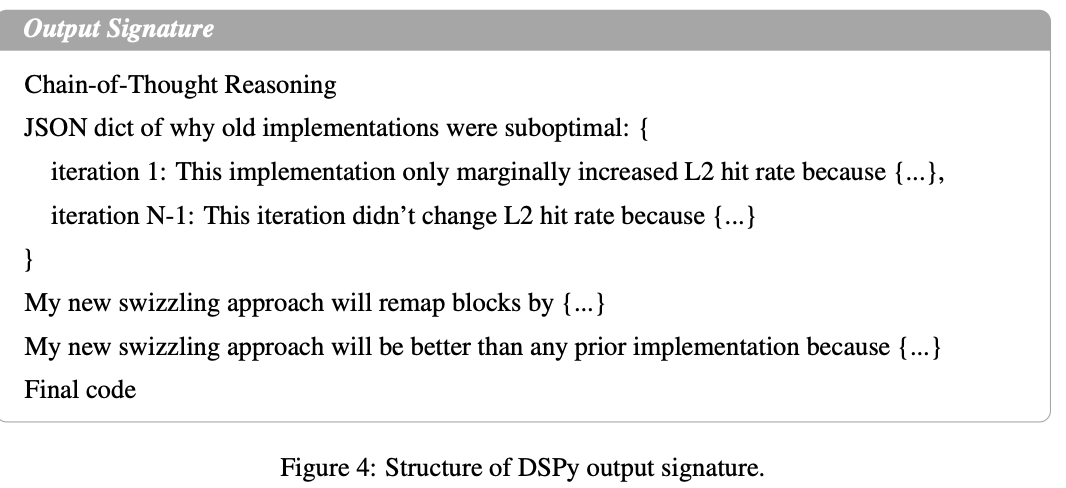 Output Signature
Chain-of-Thought Reasoning
JSON dict of why old implementations were suboptimal: {
iteration 1: This implementation only marginally increased L2 hit rate because {...},
iteration N-1: This iteration didn’t change L2 hit rate because {...}
}
My new swizzling approach will remap blocks by {...}
My new swizzling approach will be better than any prior implementation because {...}
Final code
Figure 4: Structure of DSPy output signature.